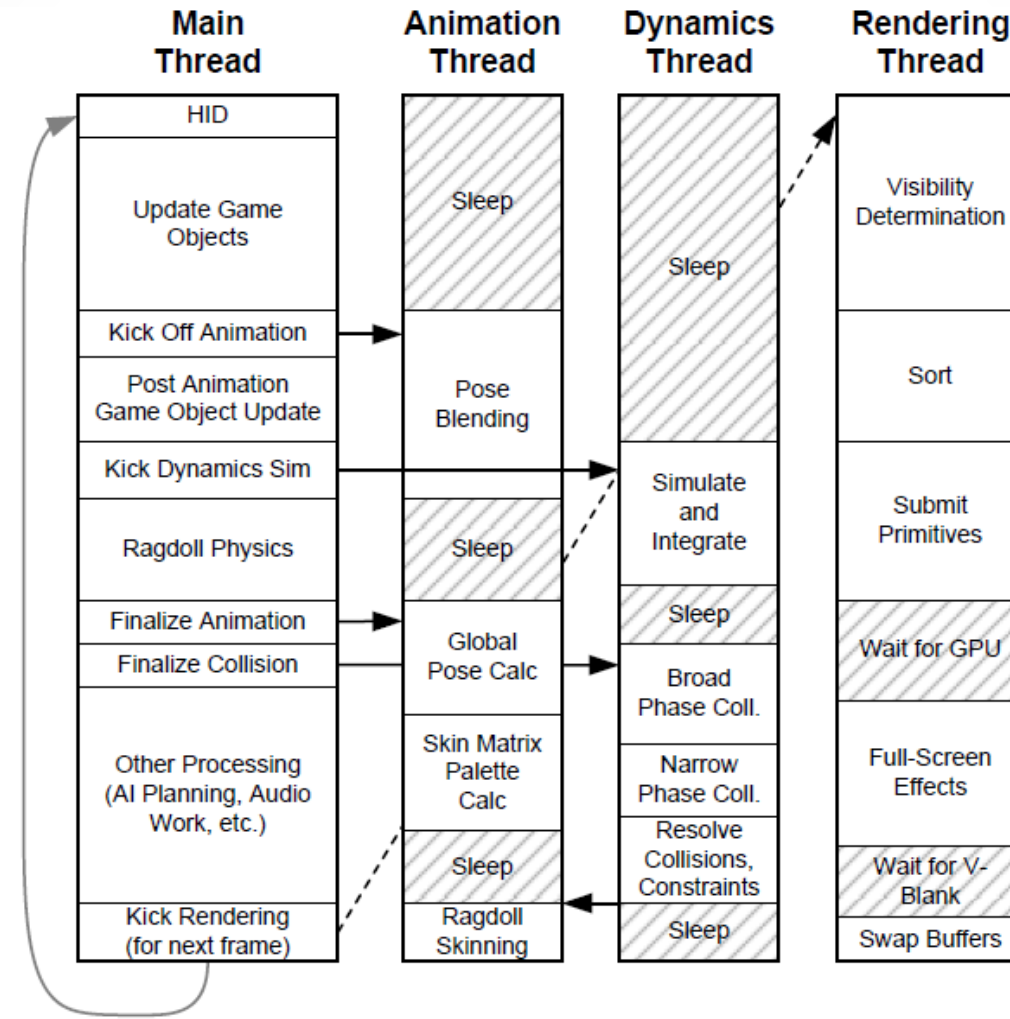 Main
Thread
Animation
Thread
Dynamics
Thread
Rendering
Thread
HID
Update Game
Objects
Kick Off Animation
Post Animation
Game Object Update
Kick Dynamics Sim
Ragdoll Physics
Finalize Animation
Finalize Collision
Other Processing
(AI Planning, Audio
Work, etc.)
Kick Rendering
(for next frame)
Sleep
Pose
Blending
Sleep
Global
Pose Calc
Skin Matrix
Palette
Calc
Sleep
Ragdoll
Skinning
Sleep
Simulate
and
Integrate
Sleep
Broad
Phase Coll.
Narrow
Phase Coll.
Resolve
Collisions,
Constraints
Sleep
Visibility
Determination
Sort
Submit
Primitives
Wait for GPU
Full-Screen
Effects
Wait for V-
Blank
Swap Buffers